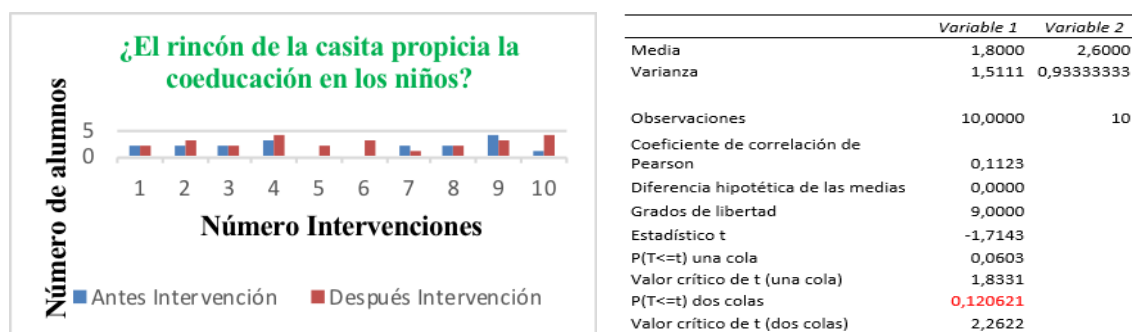 ¿El rincón de la casita propicia la
coeducación en los niños?
Número de alumnos
5
0
1 2 3 4 5 6 7 8 9 10
Número Intervenciones
Antes Intervención Después Intervención
Variable 1 Variable 2
Media 1,8000 2,6000
Varianza 1,5111 0,93333333
Observaciones 10,0000 10
Coeficiente de correlación de
Pearson 0,1123
Diferencia hipotética de las medias 0,0000
Grados de libertad 9,0000
Estadístico t -1,7143
P(T<=t) una cola 0,0603
Valor crítico de t (una cola) 1,8331
P(T<=t) dos colas 0,120621
Valor crítico de t (dos colas) 2,2622